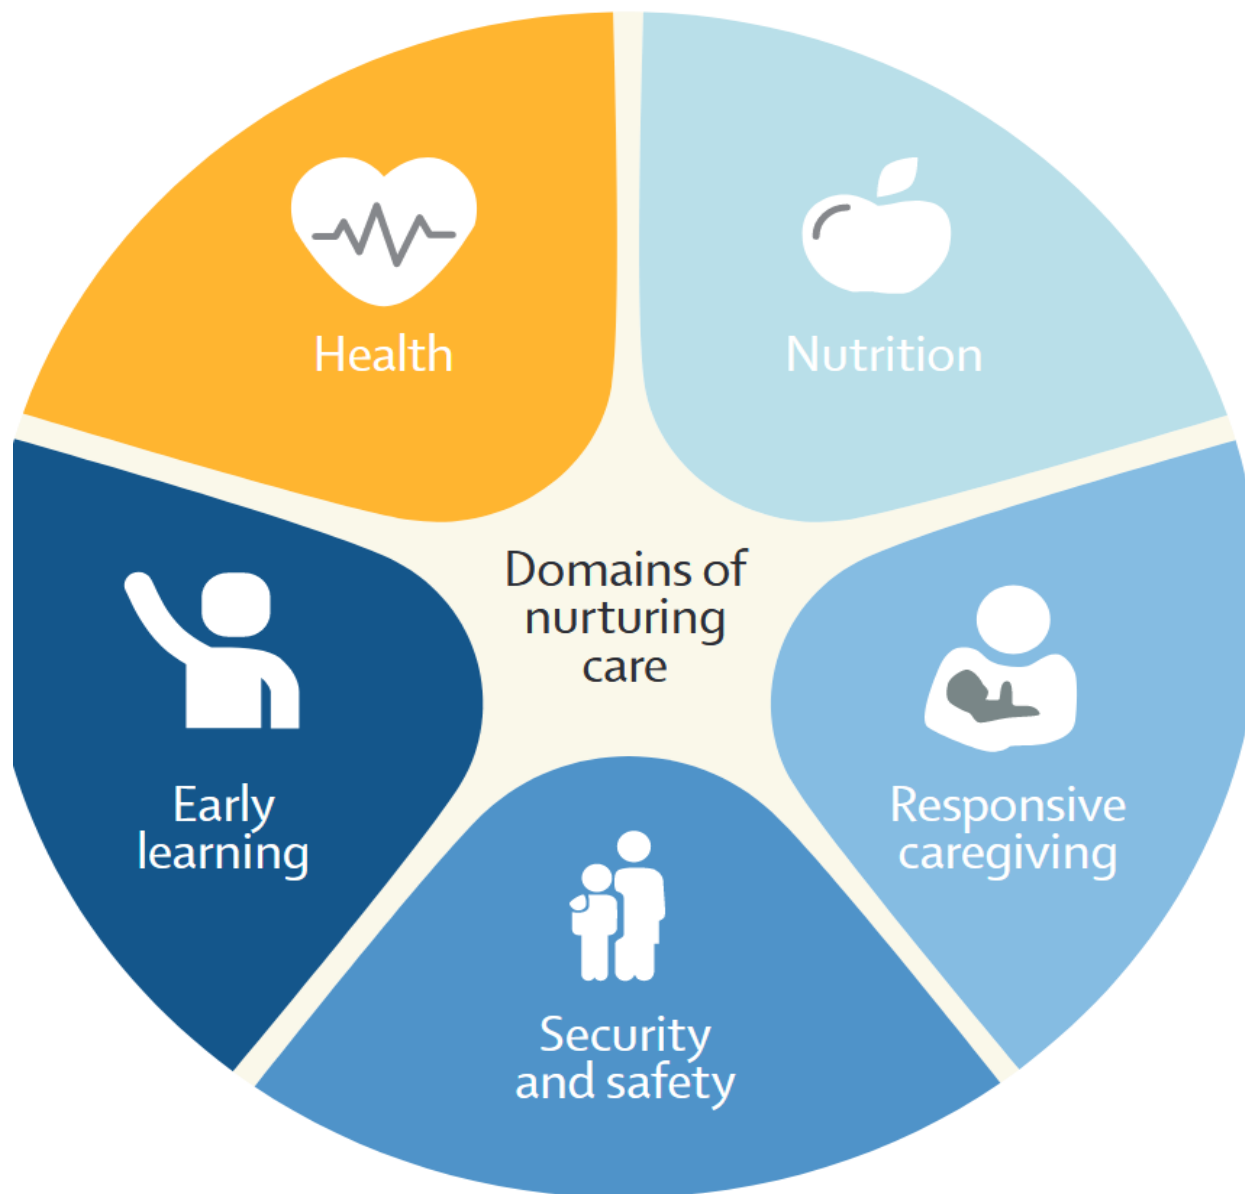 Health
Nutrition
Domains of
nurturing
care
Early
learning
Responsive
caregiving
Security
and safety